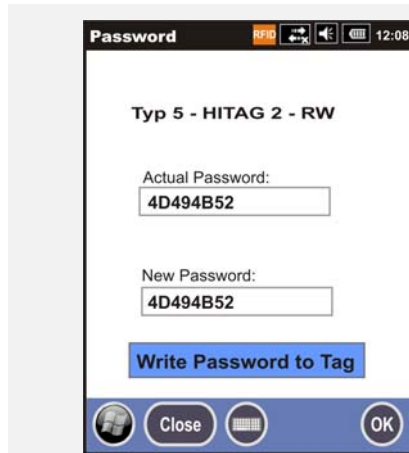 Password RFID 12:08
Typ 5 - HITAG 2 - RW
Actual Password:
4D494B52
New Password:
4D494B52
Write Password to Tag
Close OK